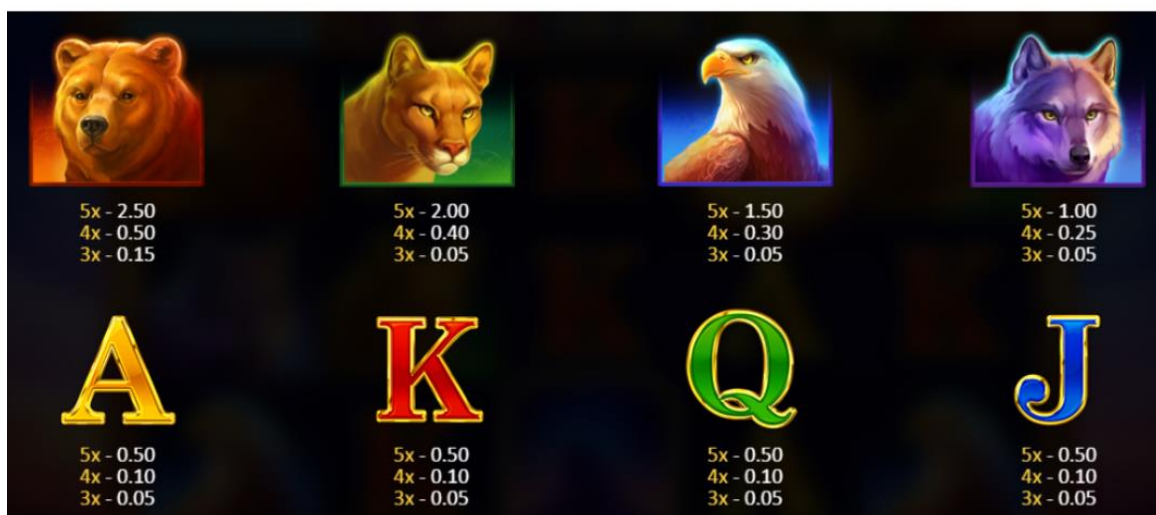 5x - 2.50
4x - 0.50
3x - 0.15
5x - 2.00
4x - 0.40
3x - 0.05
5x - 1.50
4x - 0.30
3x - 0.05
5x - 1.00
4x - 0.25
3x - 0.05
A
5x - 0.50
4x - 0.10
3x - 0.05
K
5x - 0.50
4x - 0.10
3x - 0.05
Q
5x - 0.50
4x - 0.10
3x - 0.05
J
5x - 0.50
4x - 0.10
3x - 0.05